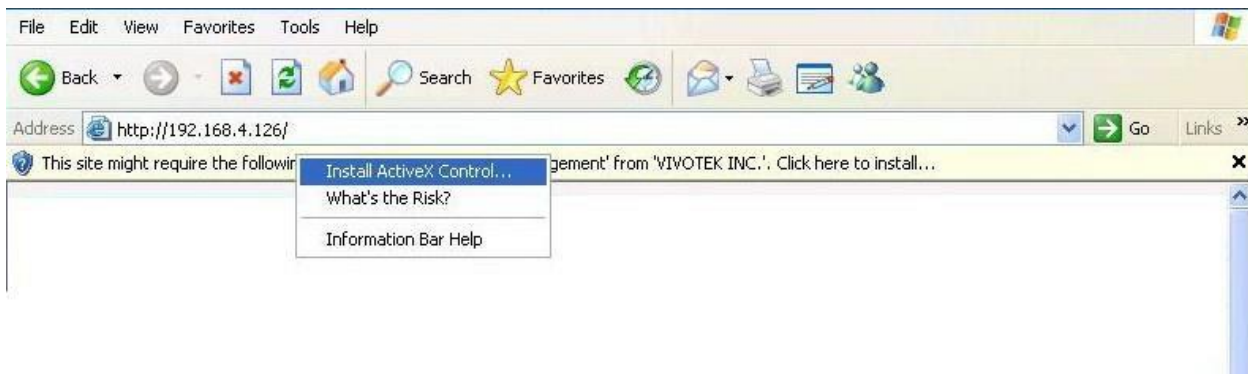 File Edit View Favorites Tools Help
Back Search Favorites
Address http://192.168.4.126/ Go Links »
This site might require the followin gement' from 'VIVOTEK INC.'. Click here to install...
Install ActiveX Control...
What's the Risk?
Information Bar Help